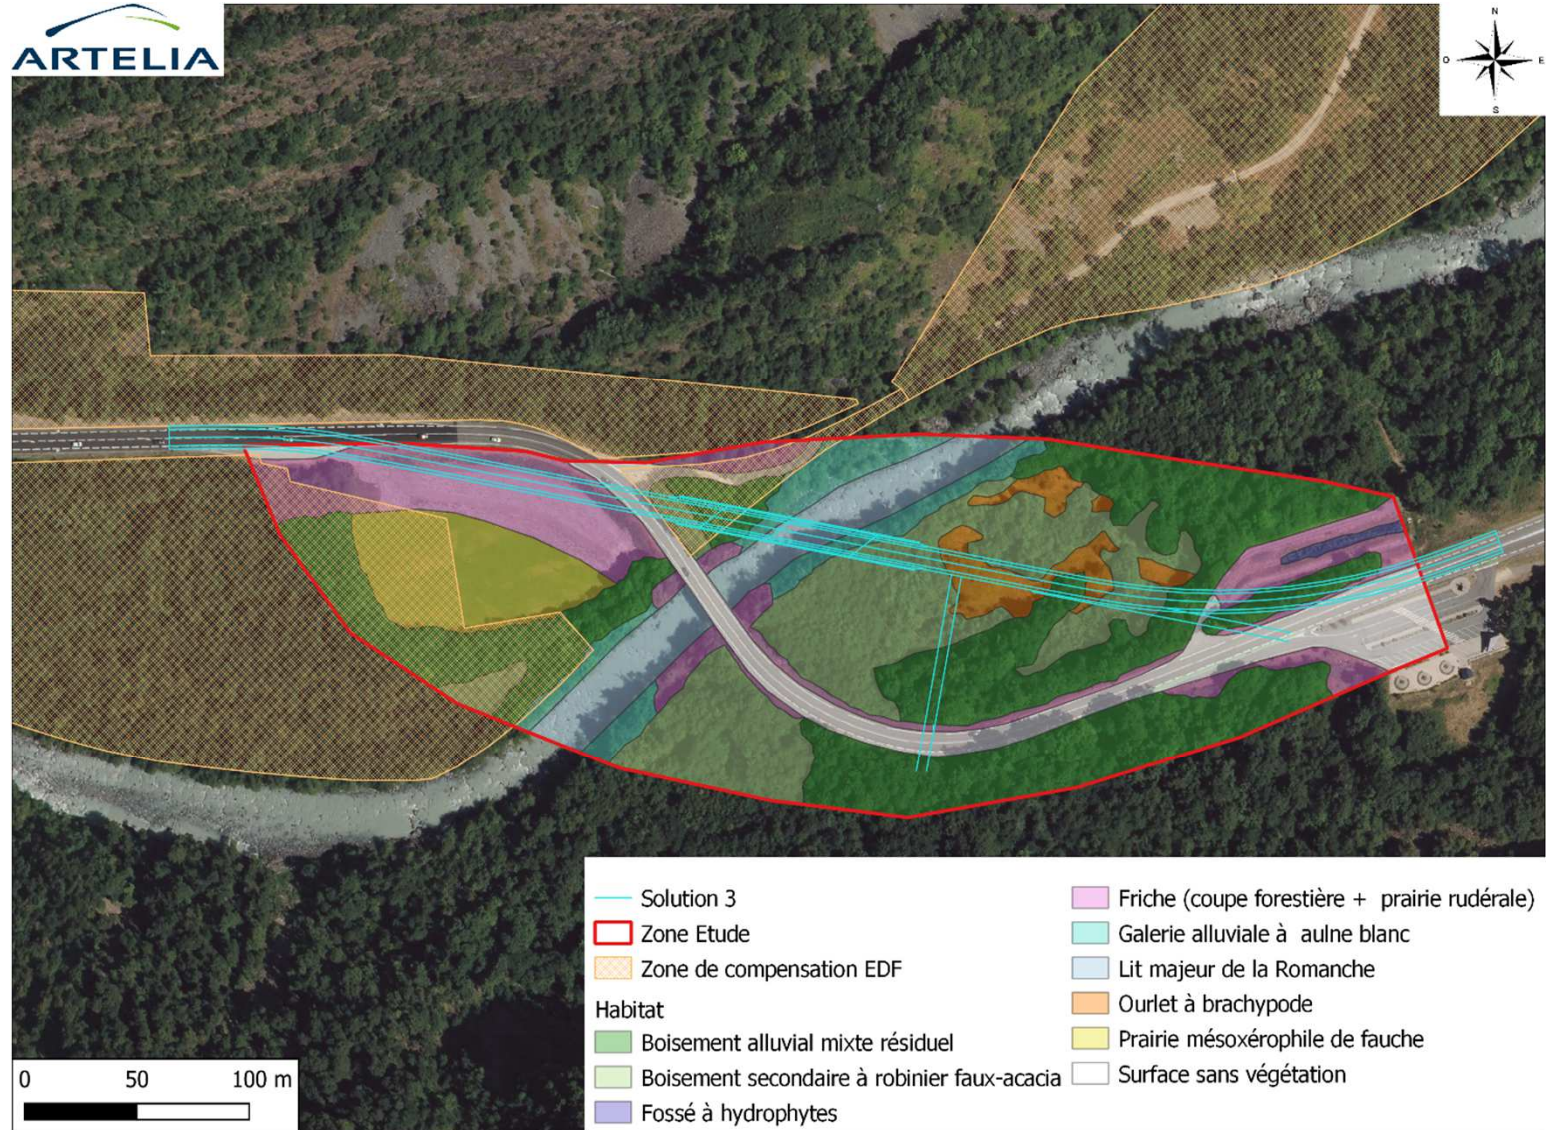 ARTELIA
N
O
E
S
Solution 3
Zone Etude
Zone de compensation EDF
Habitat
Boisement alluvial mixte résiduel
Boisement secondaire à robinier faux-acacia
Fossé à hydrophytes
Friche (coupe forestière + prairie rudérale)
Galerie alluviale à aulne blanc
Lit majeur de la Romanche
Ourlet à brachypode
Prairie mésoxérophile de fauche
Surface sans végétation
0 50 100 m